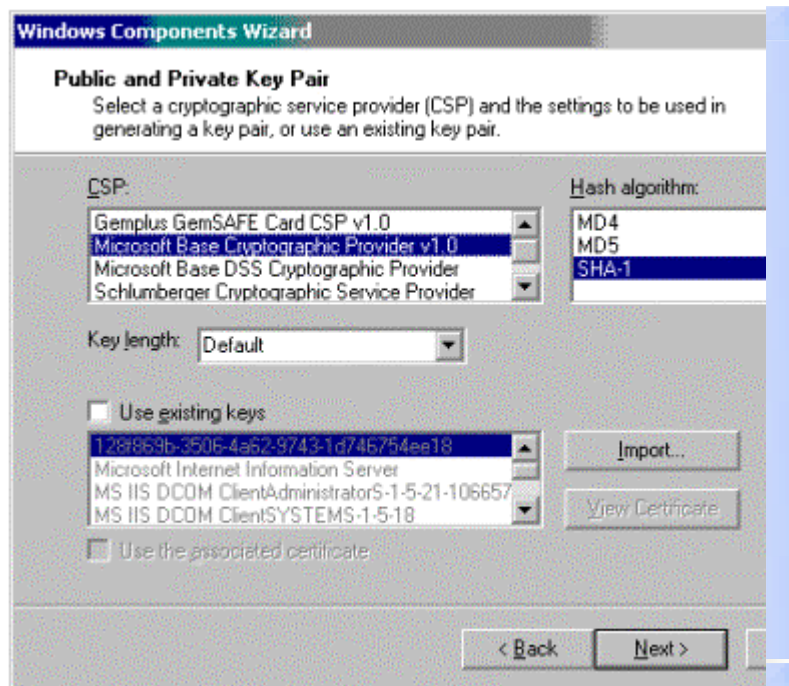 Windows Components Wizard
Public and Private Key Pair
Select a cryptographic service provider (CSP) and the settings to be used in
generating a key pair, or use an existing key pair.
CSP:
Gemplus GemSAFE Card CSP v1.0
Microsoft Base Cryptographic Provider v1.0
Microsoft Base DSS Cryptographic Provider
Schlumberger Cryptographic Service Provider
Hash algorithm:
MD4
MD5
SHA-1
Key length:
Default
Use existing keys
128f869b-3506-4a62-9743-1d746754ee18
Microsoft Internet Information Server
MS IIS DCOM ClientAdministratorS-1-5-21-106657
MS IIS DCOM ClientSYSTEMS-1-5-18
Import...
View Certificate
Use the associated certificate
< Back
Next >